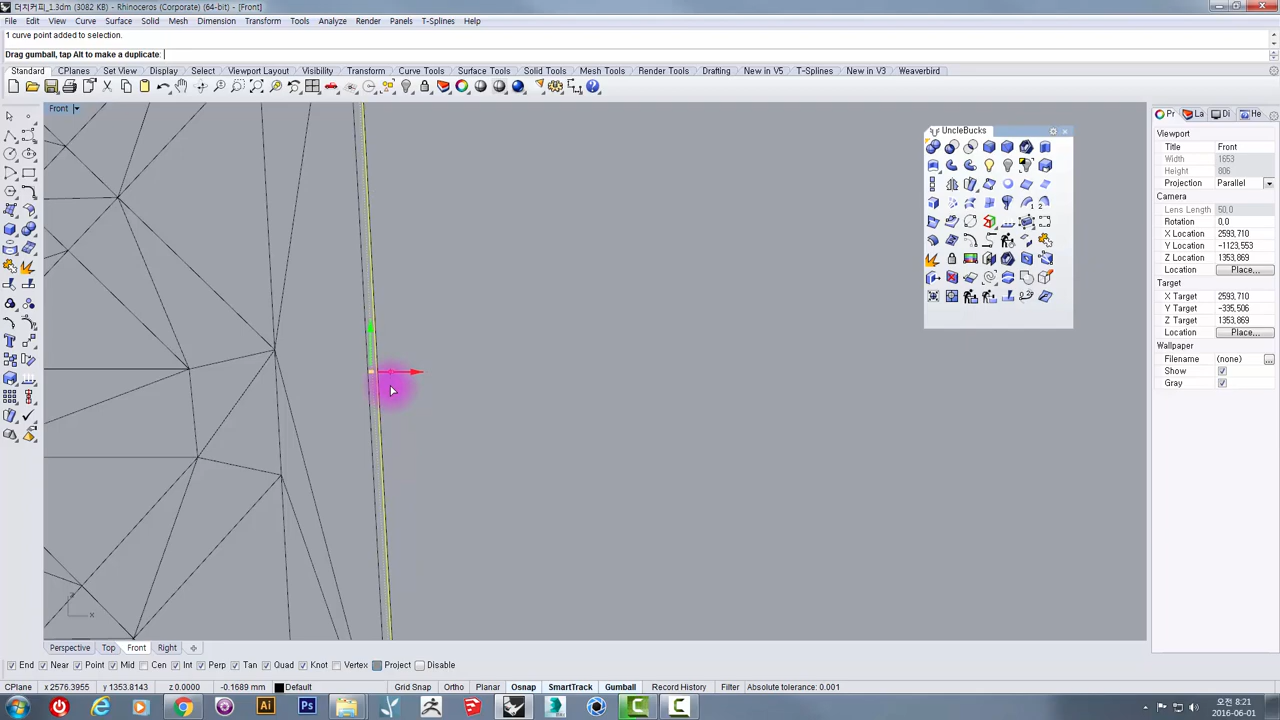 더치커피_1.3dm (3082 KB) - Rhinoceros (Corporate) (64-bit) - [Front]
File Edit View Curve Surface Solid Mesh Dimension Transform Tools Analyze Render Panels T-Splines Help
1 curve point added to selection.
Drag gumball, tap Alt to make a duplicate:
Standard CPlanes Set View Display Select Viewport Layout Visibility Transform Curve Tools Surface Tools Solid Tools Mesh Tools Render Tools Drafting New in V5 T-Splines New in V3 Weaverbird
Front
UncleBucks
Pr La Di He
Viewport
Title Front
Width 1653
Height 806
Projection Parallel
Camera
Lens Length 50,0
Rotation 0,0
X Location 2593,710
Y Location -1123,553
Z Location 1353,869
Location Place...
Target
X Target 2593,710
Y Target -335,506
Z Target 1353,869
Location Place...
Wallpaper
Filename (none) ...
Show
Gray
x
Perspective Top Front Right
End Near Point Mid Cen Int Perp Tan Quad Knot Vertex Project Disable
CPlane x 2576.3955 y 1353.8143 z 0.0000 -0.1689 mm Default Grid Snap Ortho Planar Osnap SmartTrack Gumball Record History Filter Absolute tolerance: 0.001
Ai Ps
오전 8:21
2016-06-01